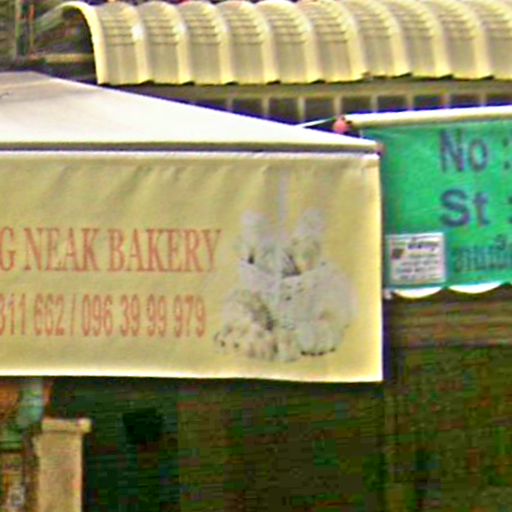 G NEAK BAKERY
311 662 / 096 39 99 979
No :
St :